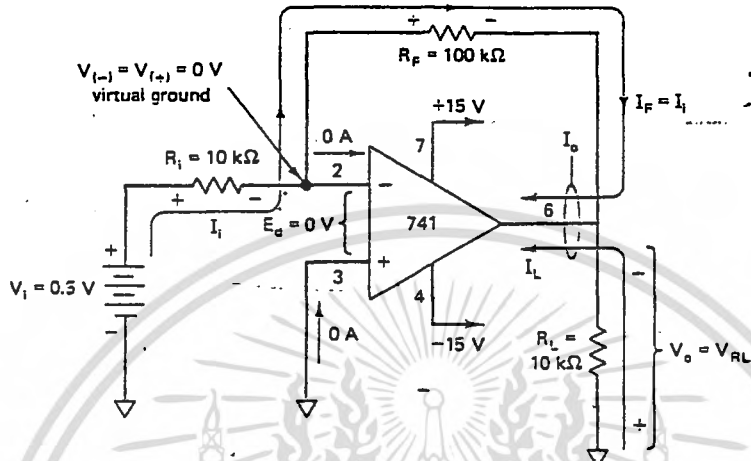 + −
R_F = 100 kΩ
V(−) = V(+) = 0 V
virtual ground
+15 V
I_F = I_i
0 A
7
I_o
R_i = 10 kΩ
2
−
+ −
6
I_i
E_d = 0 V
741
+
+
I_L
−
V_i = 0.5 V
3
4
−
0 A
−15 V
R_L =
10 kΩ
V_o = V_RL
−
+